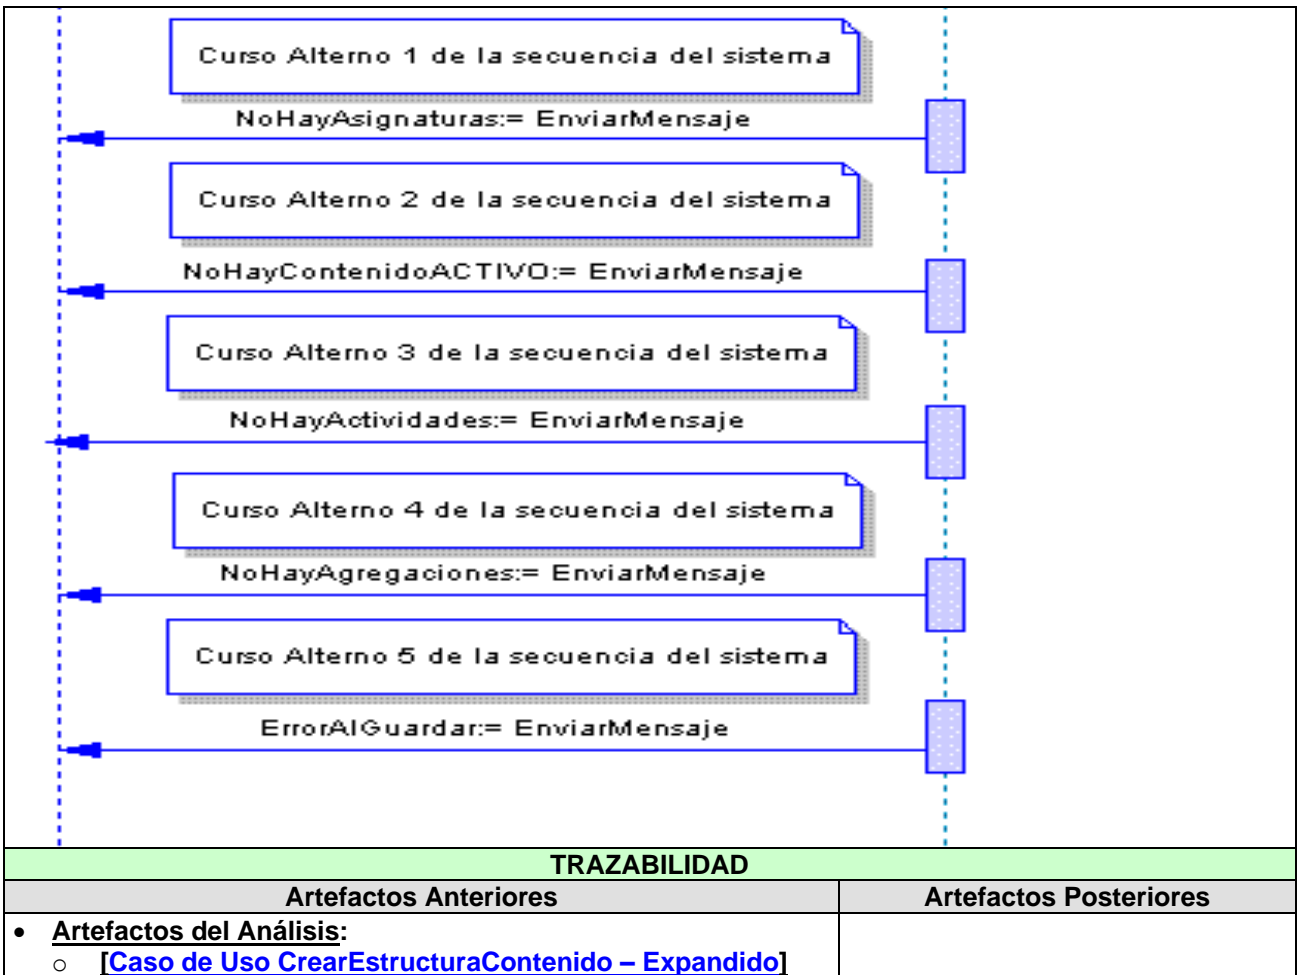 Curso Alterno 1 de la secuencia del sistema
NoHayAsignaturas:= EnviarMensaje
Curso Alterno 2 de la secuencia del sistema
NoHayContenidoACTIVO:= EnviarMensaje
Curso Alterno 3 de la secuencia del sistema
NoHayActividades:= EnviarMensaje
Curso Alterno 4 de la secuencia del sistema
NoHayAgregaciones:= EnviarMensaje
Curso Alterno 5 de la secuencia del sistema
ErrorAlGuardar:= EnviarMensaje
TRAZABILIDAD
Artefactos Anteriores
Artefactos Posteriores
• Artefactos del Análisis:
o [Caso de Uso CrearEstructuraContenido – Expandido]